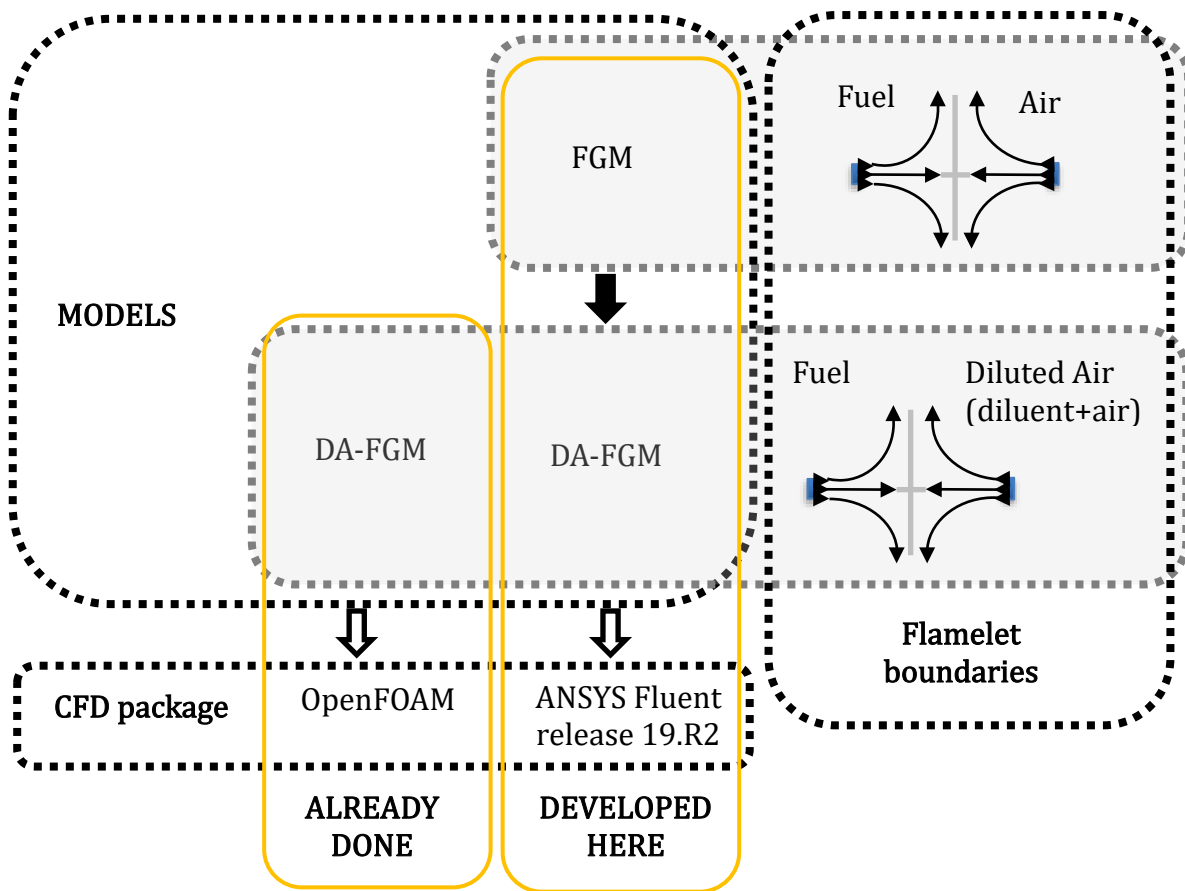 Fuel
Air
FGM
MODELS
Fuel
Diluted Air
(diluent+air)
DA-FGM
DA-FGM
Flamelet
boundaries
CFD package
OpenFOAM
ANSYS Fluent
release 19.R2
ALREADY
DONE
DEVELOPED
HERE